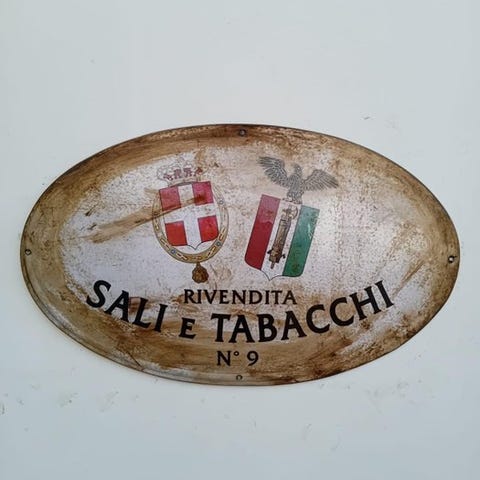 RIVENDITA
SALI E TABACCHI
N° 9